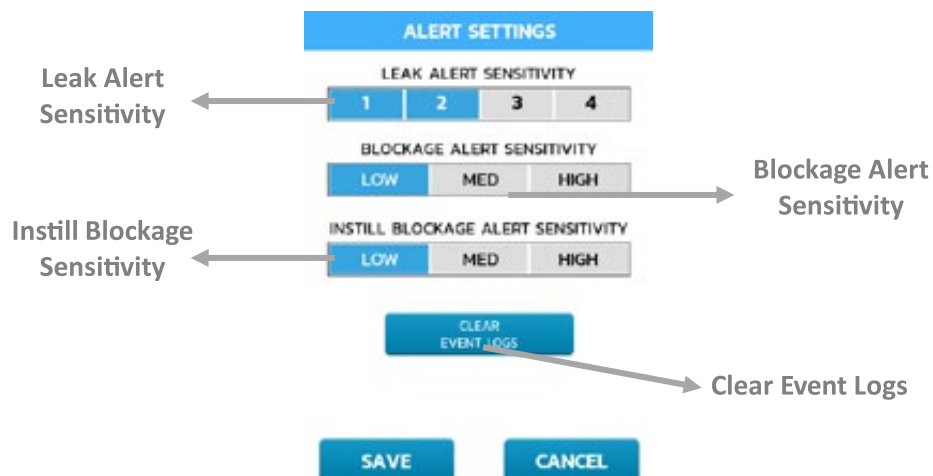 ALERT SETTINGS
Leak Alert
Sensitivity
LEAK ALERT SENSITIVITY
1 2 3 4
BLOCKAGE ALERT SENSITIVITY
LOW MED HIGH
Blockage Alert
Sensitivity
Instill Blockage
Sensitivity
INSTILL BLOCKAGE ALERT SENSITIVITY
LOW MED HIGH
CLEAR
EVENT LOGS
Clear Event Logs
SAVE CANCEL